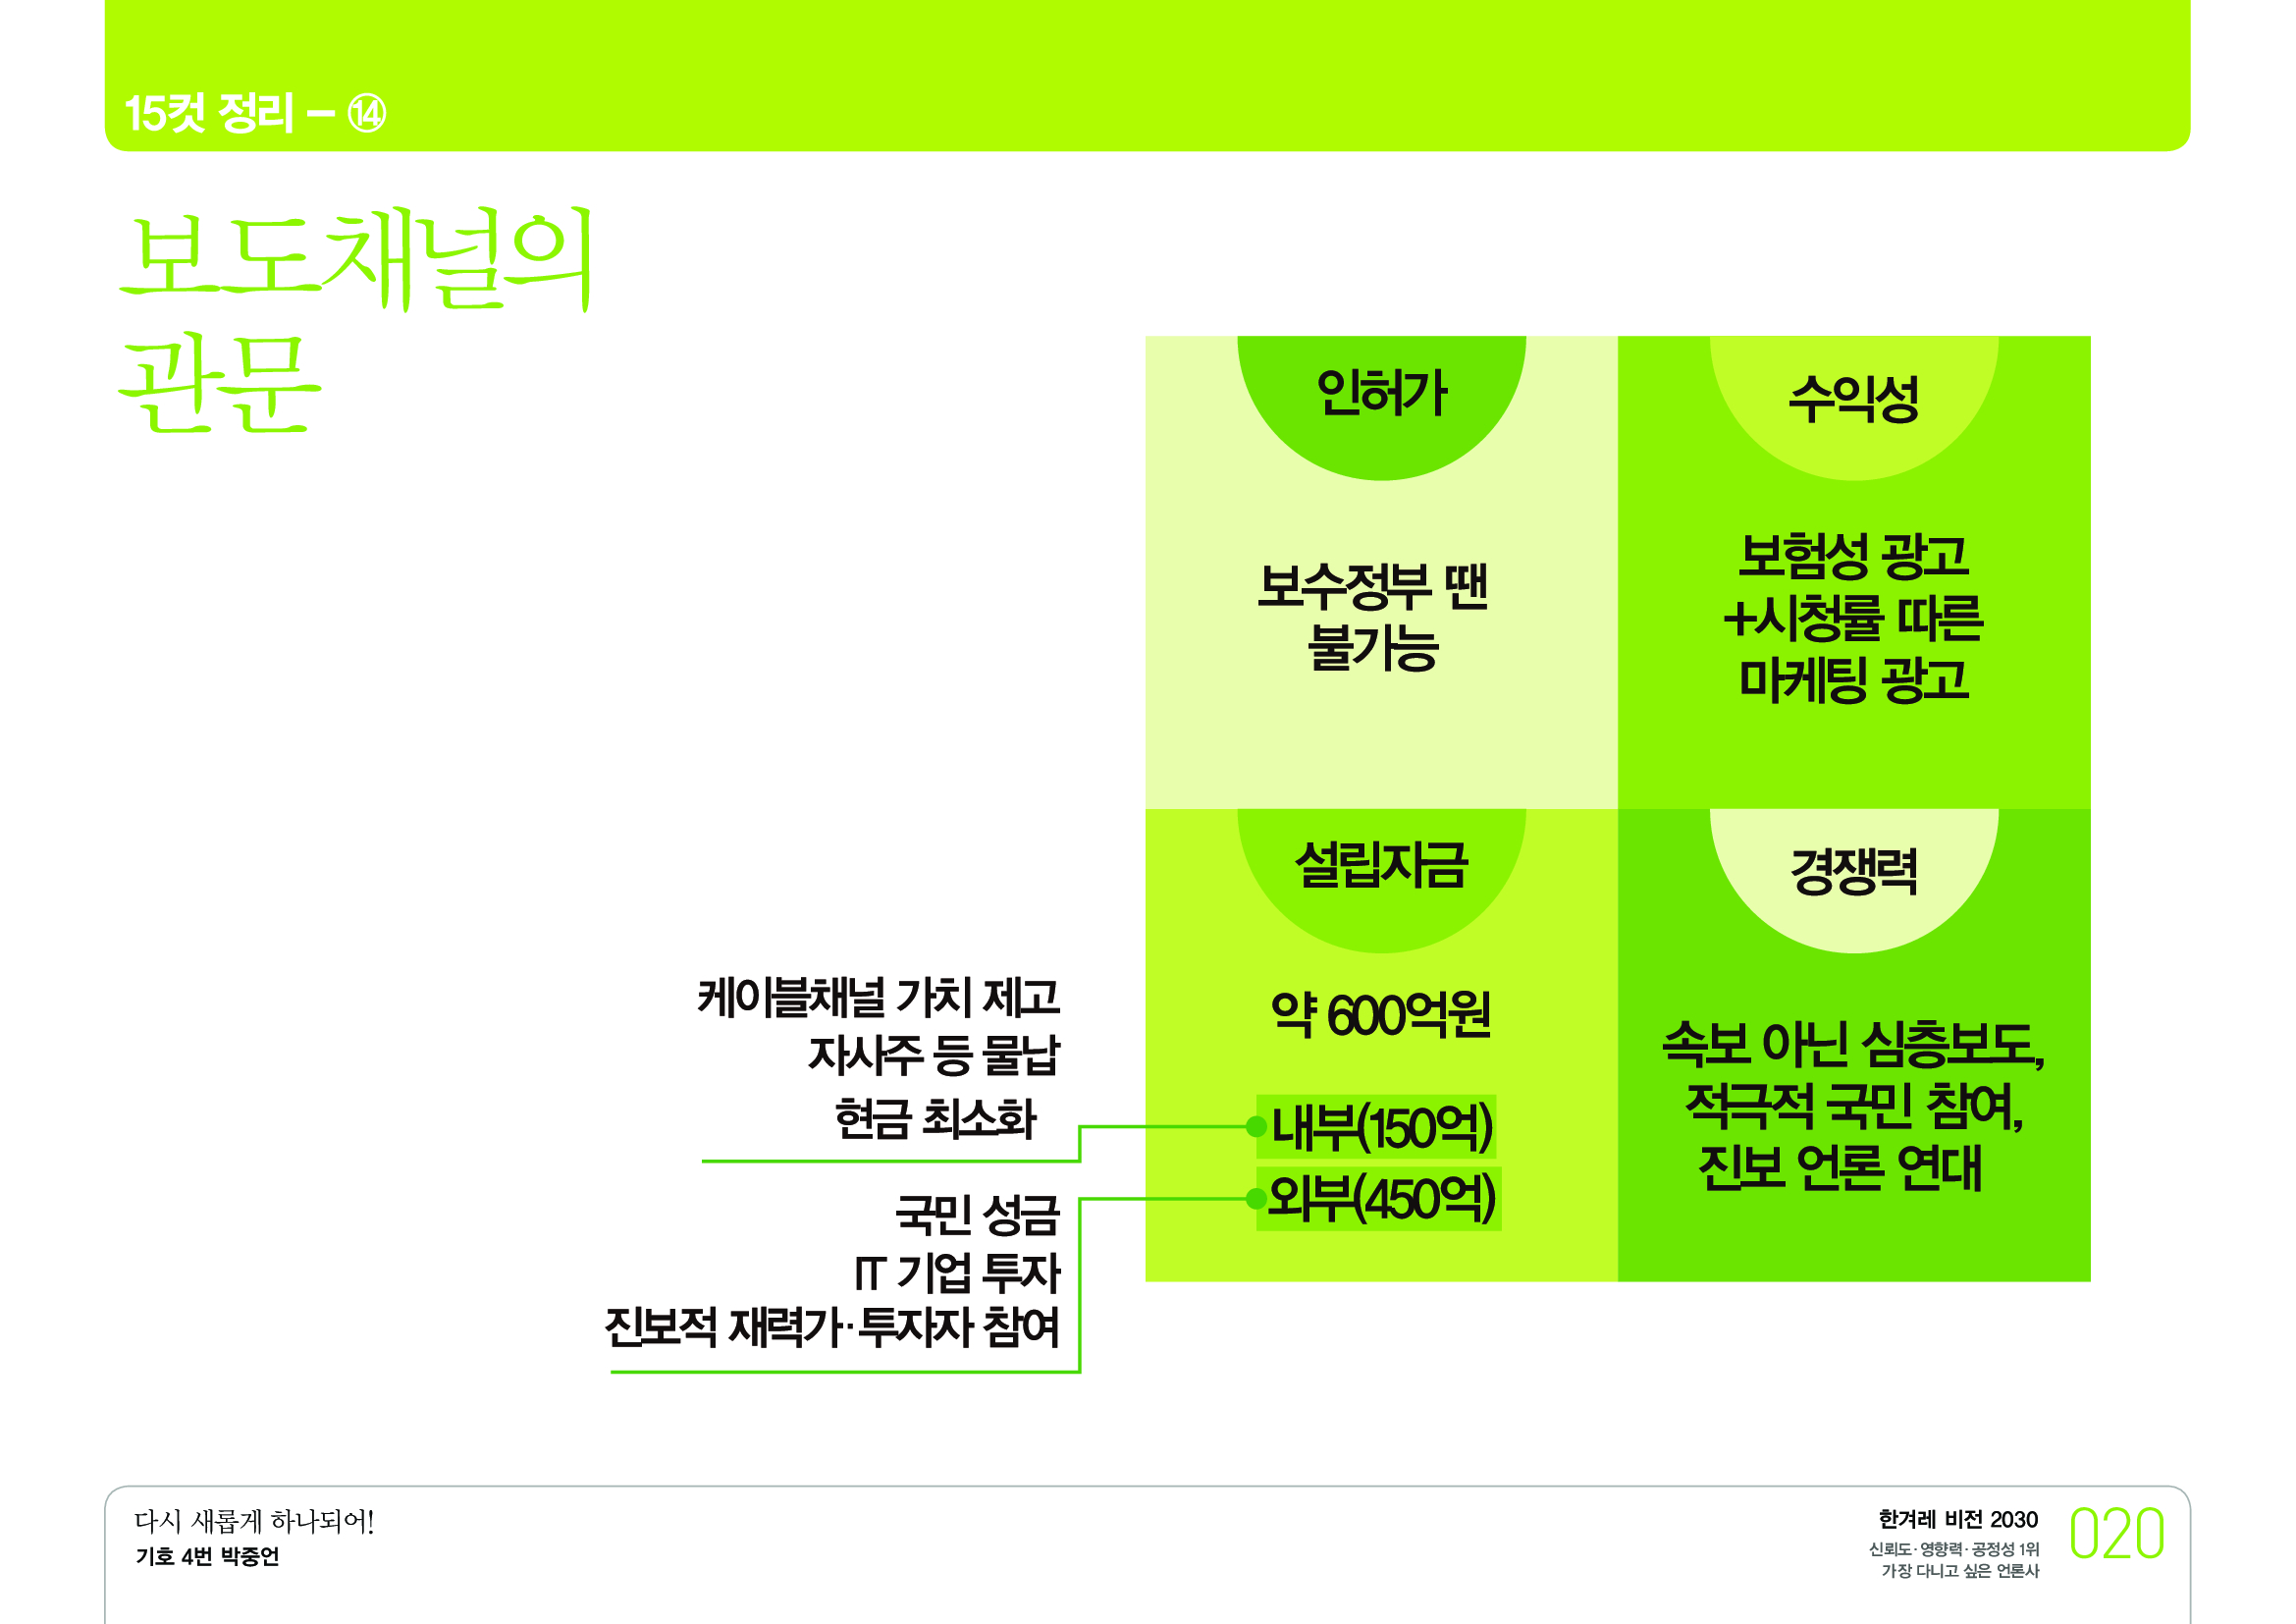 15컷 정리 – ⑭
보도채널의
관문
인허가
보수정부 땐
불가능
수익성
보험성 광고
+시청률 따른
마케팅 광고
설립자금
약 600억원
내부(150억)
외부(450억)
경쟁력
속보 아닌 심층보도,
적극적 국민 참여,
진보 언론 연대
케이블채널 가치 제고
자사주 등 물납
현금 최소화
국민 성금
IT 기업 투자
진보적 재력가·투자자 참여
다시 새롭게 하나되어!
기호 4번 박중언
한겨레 비전 2030
신뢰도·영향력·공정성 1위
가장 다니고 싶은 언론사
020